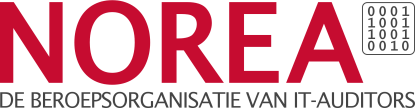 NOREA
0001
1001
1001
0010
DE BEROEPSORGANISATIE VAN IT-AUDITORS